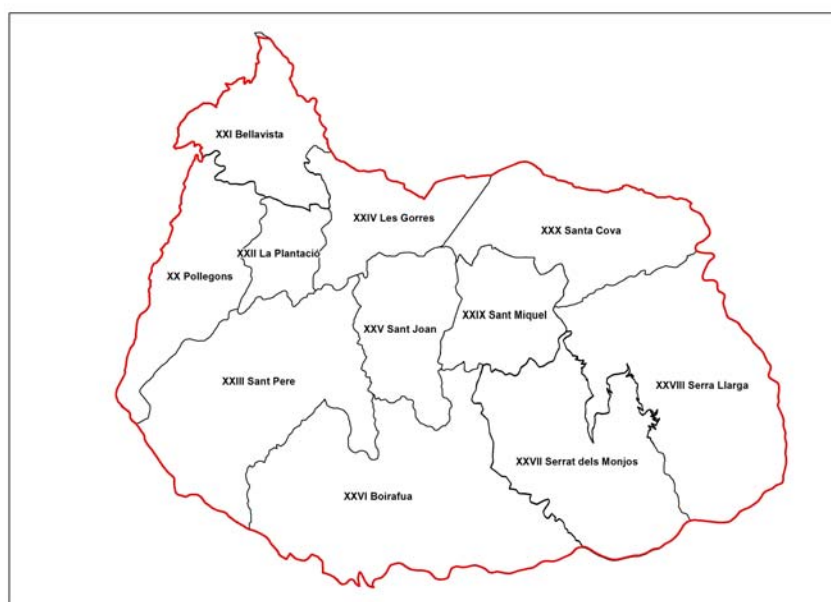 XXI Bellavista
XXIV Les Gorres
XXX Santa Cova
XXII La Plantació
XX Pollegons
XXIX Sant Miquel
XXV Sant Joan
XXIII Sant Pere
XXVIII Serra Llarga
XXVII Serrat dels Monjos
XXVI Boirafua